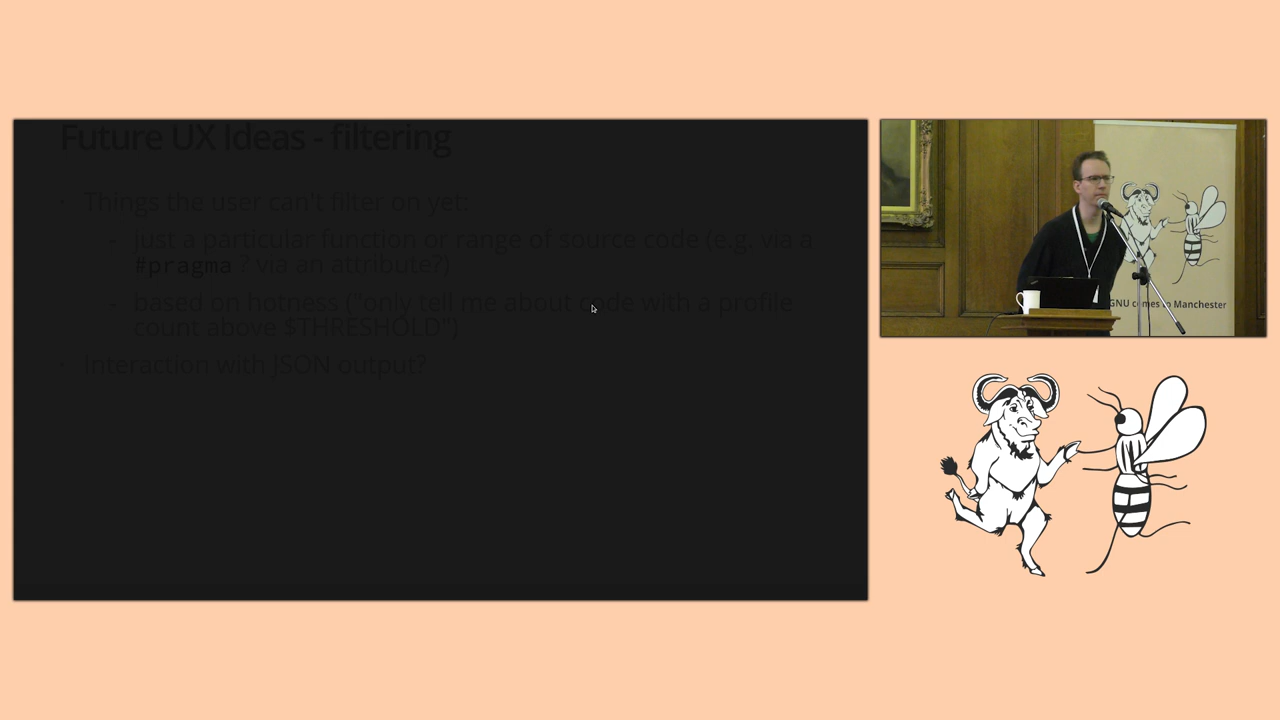 Future UX Ideas - filtering
· Things the user can't filter on yet:
– just a particular function or range of source code (e.g. via a
#pragma ? via an attribute?)
– based on hotness ("only tell me about code with a profile
count above $THRESHOLD")
· Interaction with JSON output?
GNU comes to Manchester